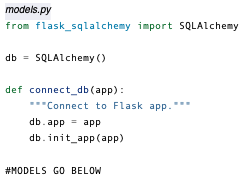 models.py
from flask_sqlalchemy import SQLAlchemy
db = SQLAlchemy()
def connect_db(app):
    """Connect to Flask app."""
    db.app = app
    db.init_app(app)
#MODELS GO BELOW